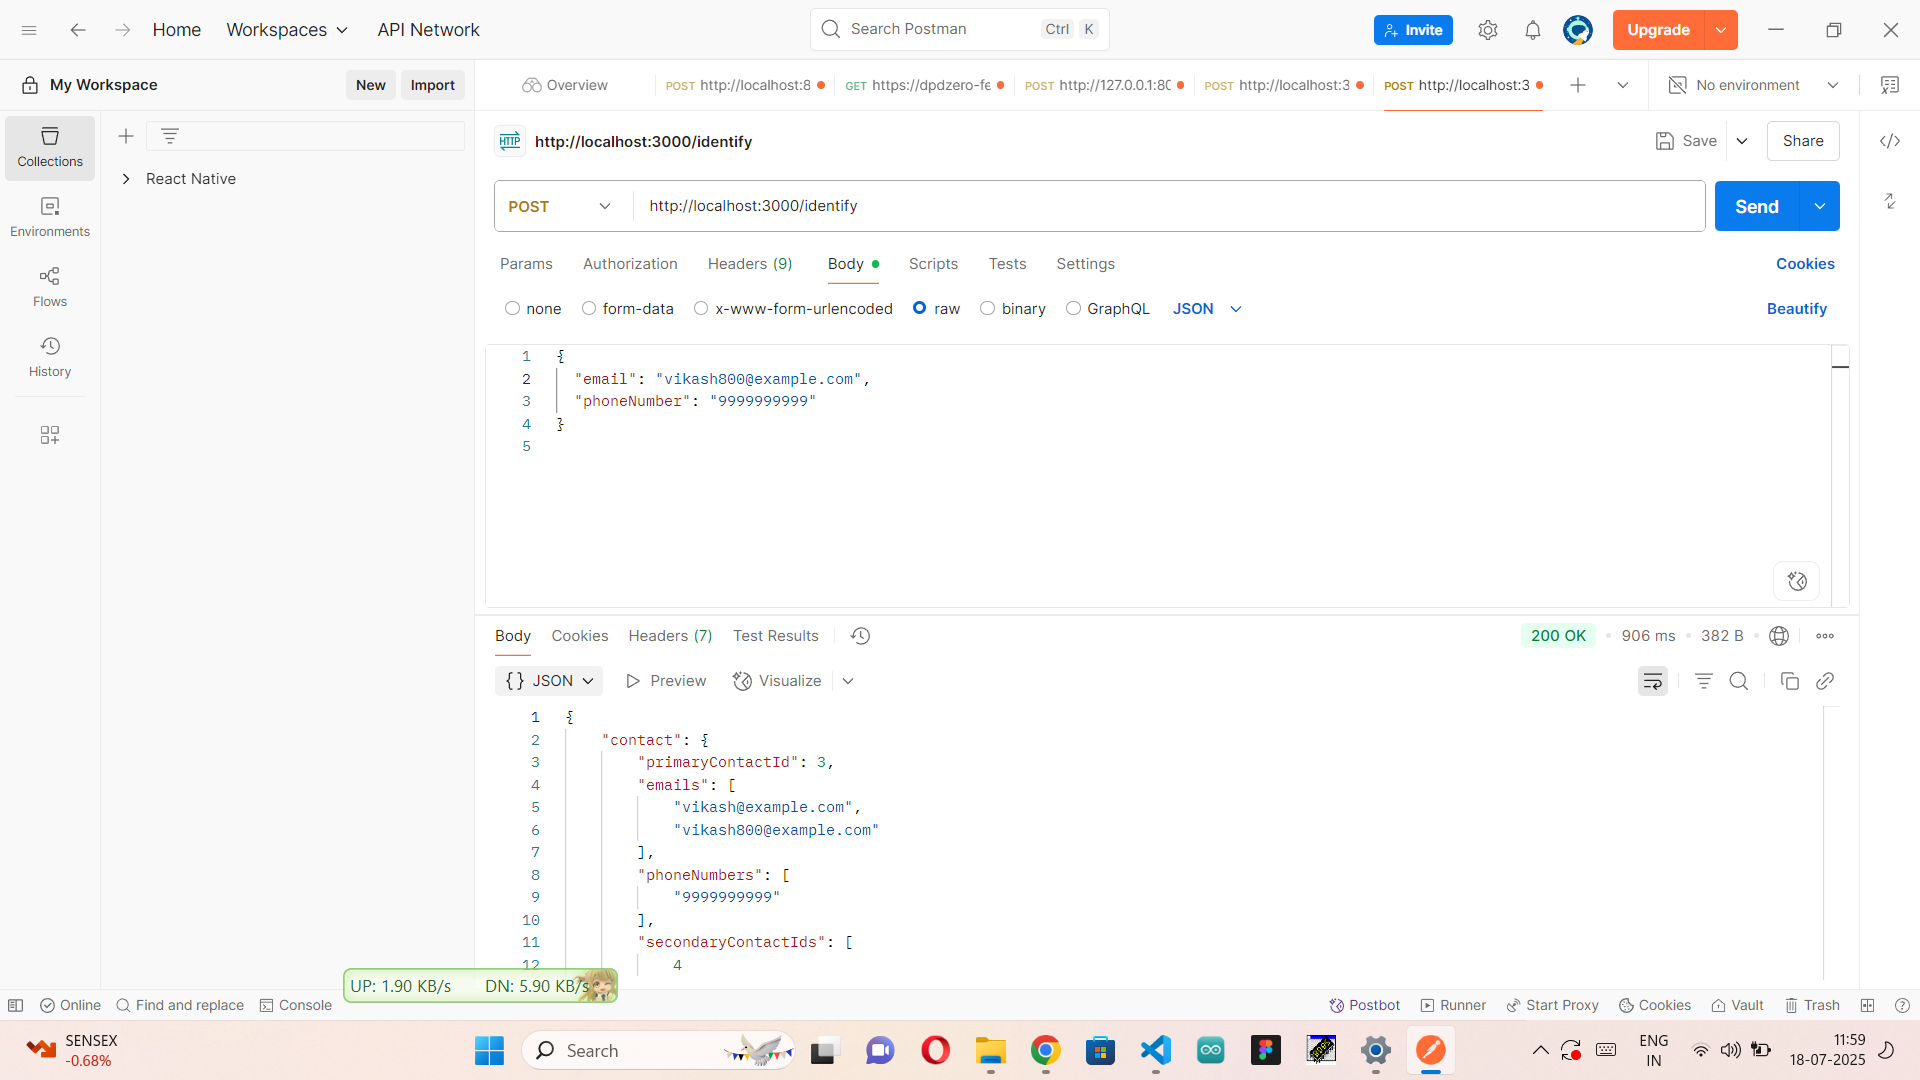 Home Workspaces API Network Search Postman Ctrl K Invite Upgrade
My Workspace New Import Overview POST http://localhost:8 GET https://dpdzero-fe POST http://127.0.0.1:80 POST http://localhost:3 POST http://localhost:3 No environment
Collections
React Native
Environments
Flows
History
HTTP http://localhost:3000/identify Save Share
POST http://localhost:3000/identify Send
Params Authorization Headers (9) Body Scripts Tests Settings Cookies
none form-data x-www-form-urlencoded raw binary GraphQL JSON Beautify
1 {
2 "email": "vikash800@example.com",
3 "phoneNumber": "9999999999"
4 }
5
Body Cookies Headers (7) Test Results 200 OK 906 ms 382 B
{} JSON Preview Visualize
1 {
2 "contact": {
3 "primaryContactId": 3,
4 "emails": [
5 "vikash@example.com",
6 "vikash800@example.com"
7 ],
8 "phoneNumbers": [
9 "9999999999"
10 ],
11 "secondaryContactIds": [
12 4
UP: 1.90 KB/s DN: 5.90 KB/s
Online Find and replace Console Postbot Runner Start Proxy Cookies Vault Trash
SENSEX
-0.68%
Search
ENG
IN
11:59
18-07-2025